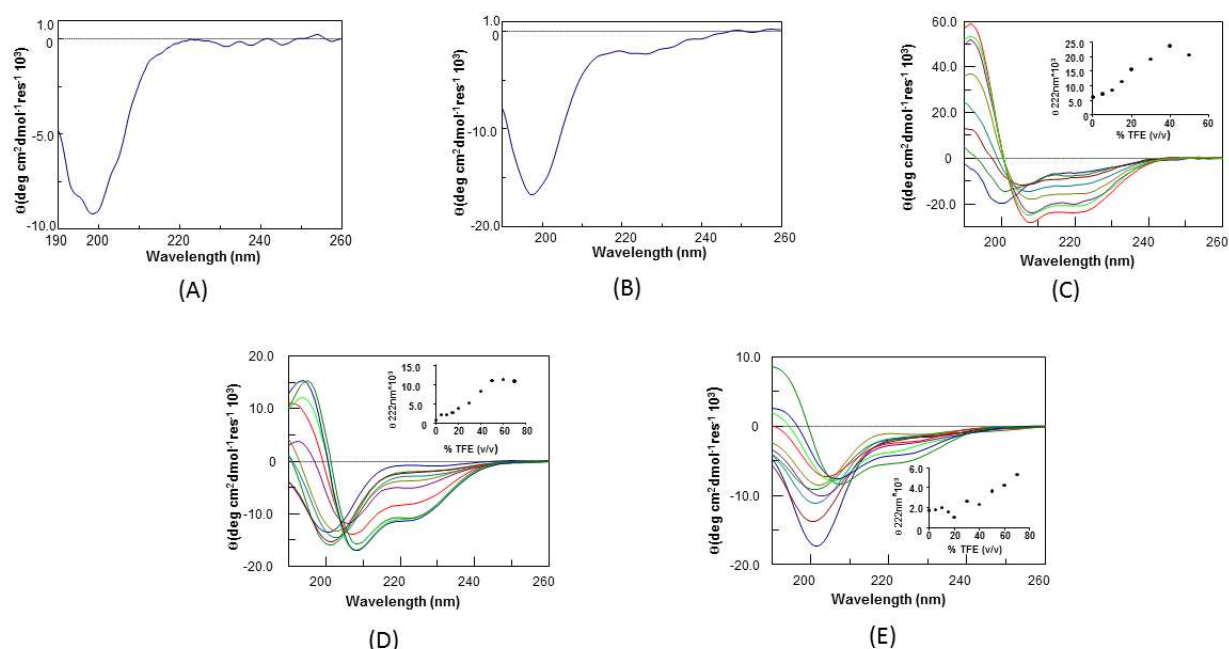 1.0
0
-5.0
-10.0
190 200 220 240 260
Wavelength (nm)
θ(deg cm²dmol⁻¹res⁻¹ 10³)
(A)
1.0
0
-10.0
-20.0
200 220 240 260
Wavelength (nm)
θ(deg cm²dmol⁻¹res⁻¹ 10³)
(B)
60.0
40.0
20.0
0
-20.0
200 220 240 260
Wavelength (nm)
θ(deg cm²dmol⁻¹res⁻¹ 10³)
25.0
20.0
15.0
10.0
5.0
0
0 20 40 60
% TFE (v/v)
θ 222nm*10³
(C)
20.0
10.0
0
-10.0
-20.0
200 220 240 260
Wavelength (nm)
θ(deg cm²dmol⁻¹res⁻¹ 10³)
15.0
10.0
5.0
0
0 20 40 60 80
% TFE (v/v)
θ 222nm*10³
(D)
10.0
0
-10.0
-20.0
200 220 240 260
Wavelength (nm)
θ(deg cm²dmol⁻¹res⁻¹ 10³)
6.0
4.0
2.0
0
0 20 40 60 80
% TFE (v/v)
θ 222nm*10³
(E)